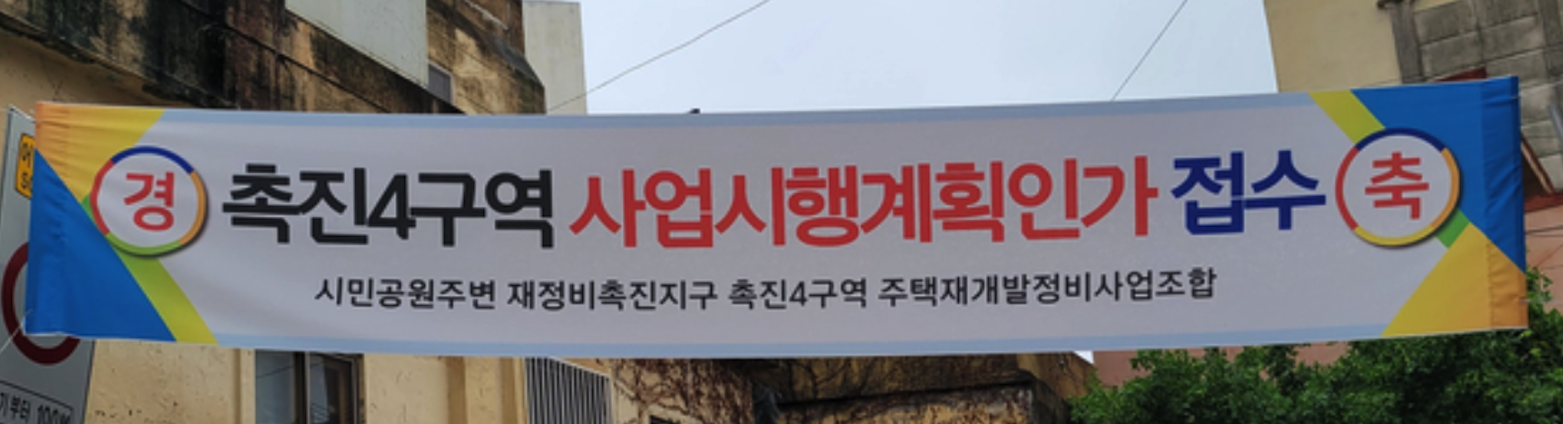 경 촉진4구역 사업시행계획인가 접수 축
시민공원주변 재정비촉진지구 촉진4구역 주택재개발정비사업조합